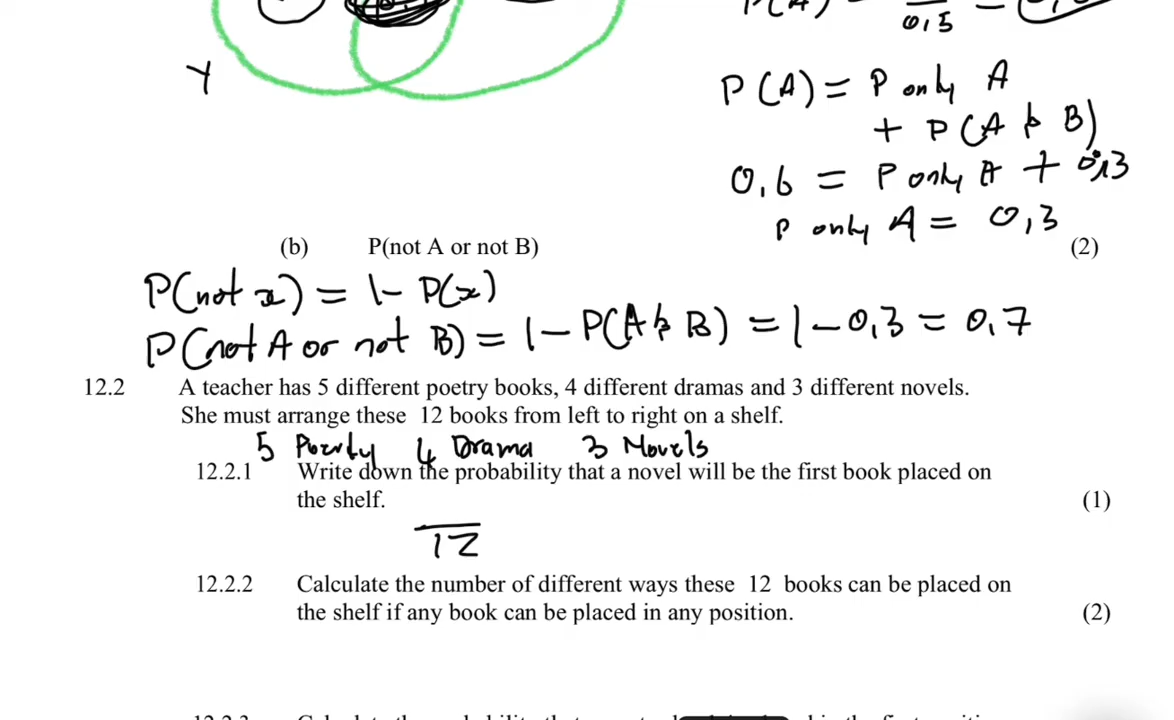 P(A) = 0,5 =
Y
P(A) = P only A
+ P(A & B)
0,6 = P only A + 0,3
P only A = 0,3
(b) P(not A or not B) (2)
P(not x) = 1 - P(x)
P(not A or not B) = 1 - P(A & B) = 1 - 0,3 = 0,7
12.2 A teacher has 5 different poetry books, 4 different dramas and 3 different novels.
She must arrange these 12 books from left to right on a shelf.
5 Poerty 4 Drama 3 Novels
12.2.1 Write down the probability that a novel will be the first book placed on
the shelf. (1)
12
12.2.2 Calculate the number of different ways these 12 books can be placed on
the shelf if any book can be placed in any position. (2)